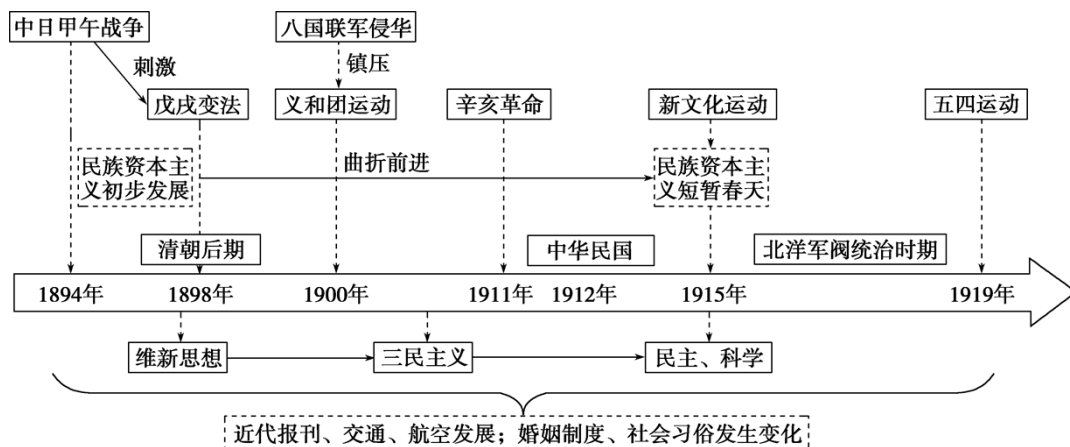 中日甲午战争
八国联军侵华
刺激
镇压
戊戌变法
义和团运动
辛亥革命
新文化运动
五四运动
民族资本主
义初步发展
曲折前进
民族资本主
义短暂春天
清朝后期
中华民国
北洋军阀统治时期
1894年
1898年
1900年
1911年
1912年
1915年
1919年
维新思想
三民主义
民主、科学
近代报刊、交通、航空发展；婚姻制度、社会习俗发生变化